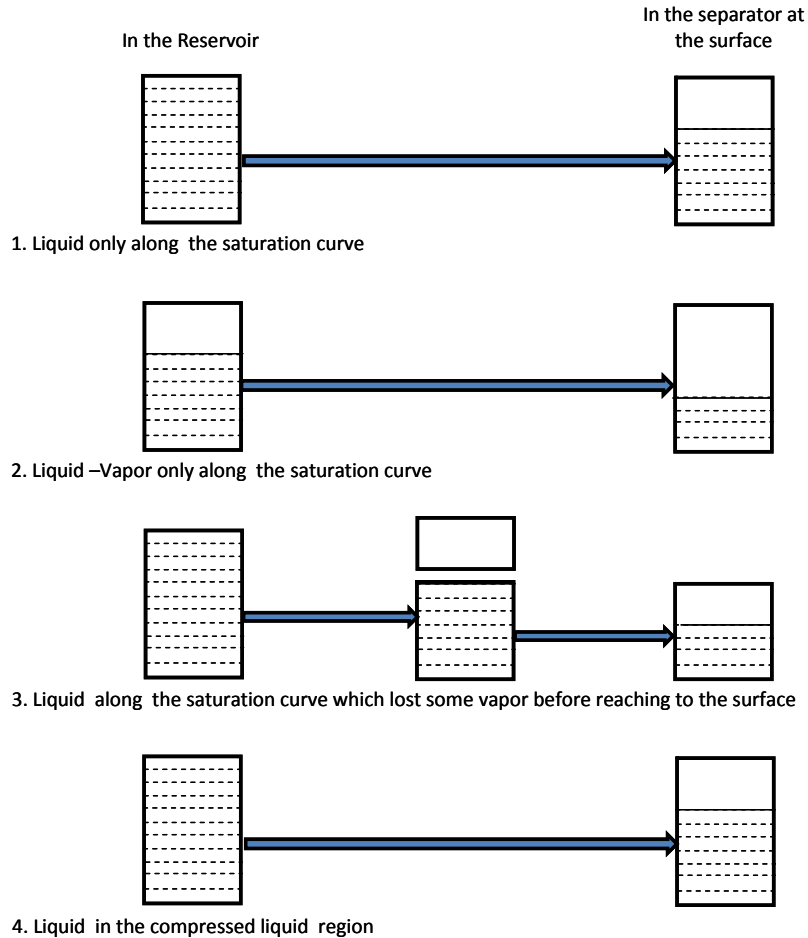 In the Reservoir
In the separator at
the surface
1. Liquid only along the saturation curve
2. Liquid –Vapor only along the saturation curve
3. Liquid along the saturation curve which lost some vapor before reaching to the surface
4. Liquid in the compressed liquid region